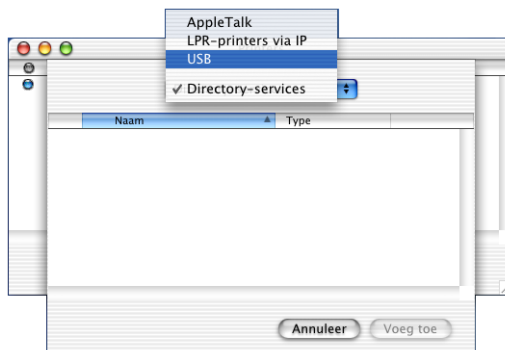 AppleTalk
LPR-printers via IP
USB
✓ Directory-services
Naam Type
Annuleer Voeg toe